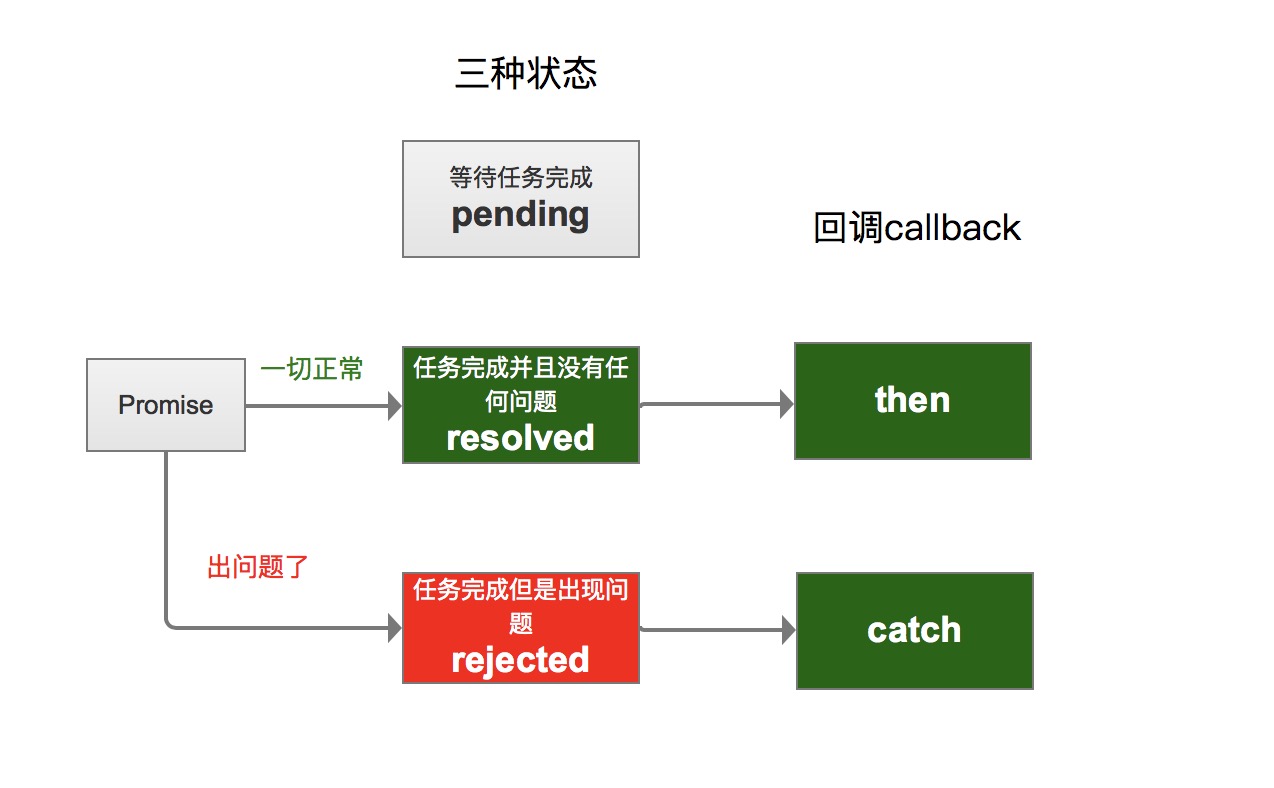 三种状态
等待任务完成
pending
回调callback
Promise
一切正常
任务完成并且没有任
何问题
resolved
then
出问题了
任务完成但是出现问
题
rejected
catch